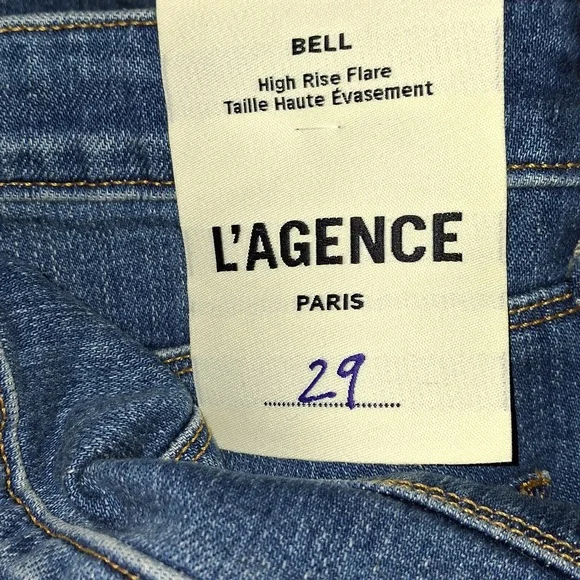 BELL
High Rise Flare
Taille Haute Évasement
L'AGENCE
PARIS
29